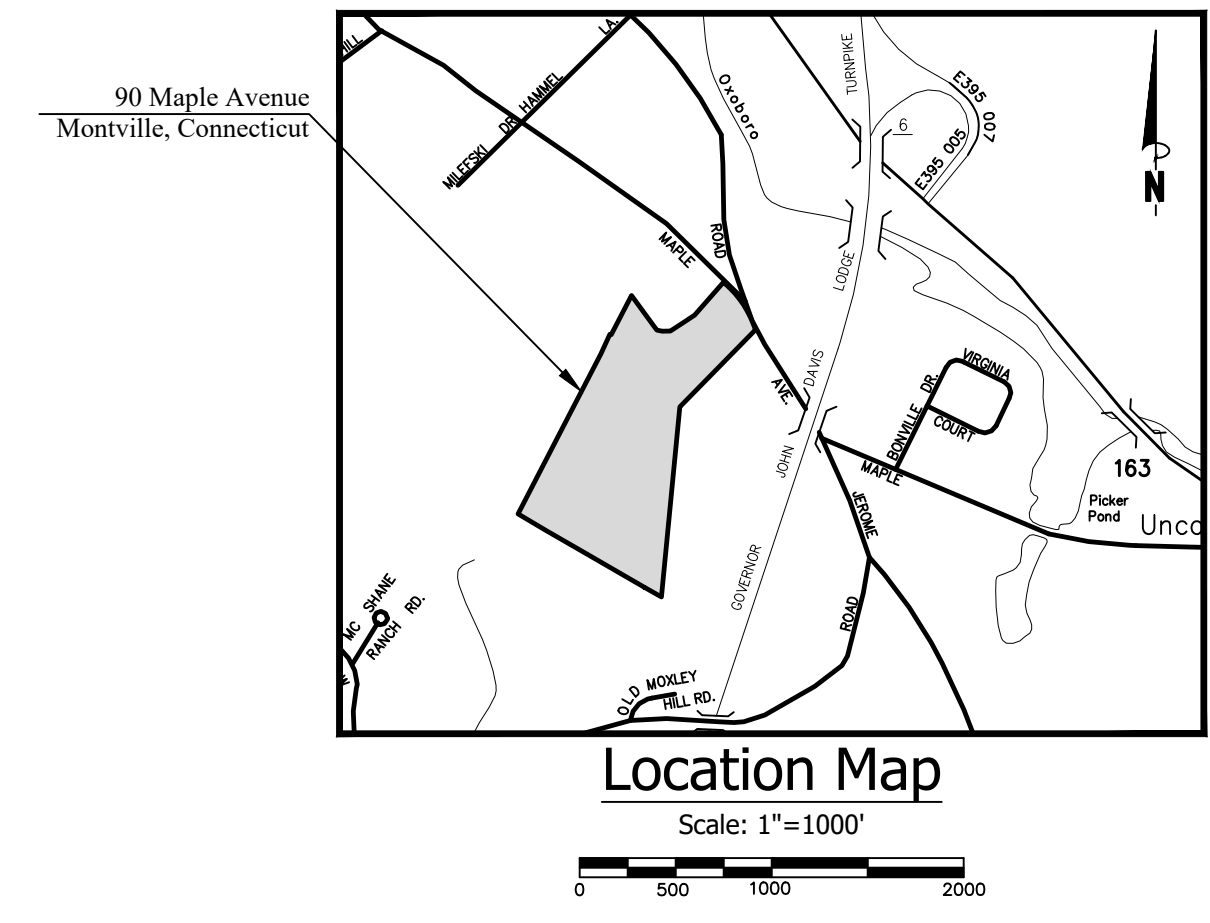 90 Maple Avenue
Montville, Connecticut
HILL
MILEFSKI DR.
HAMMEL LA.
Oxoboro
TURNPIKE
6
E395 007
E395 005
N
MAPLE
ROAD
LODGE
DAVIS
AVE.
JOHN
GOVERNOR
VIRGINIA
COURT
BONVILLE DR.
MAPLE
163
Picker
Pond
Unco
JEROME
ROAD
MC SHANE
RANCH RD.
W
OLD MOXLEY
HILL RD.
Location Map
Scale: 1"=1000'
0 500 1000 2000